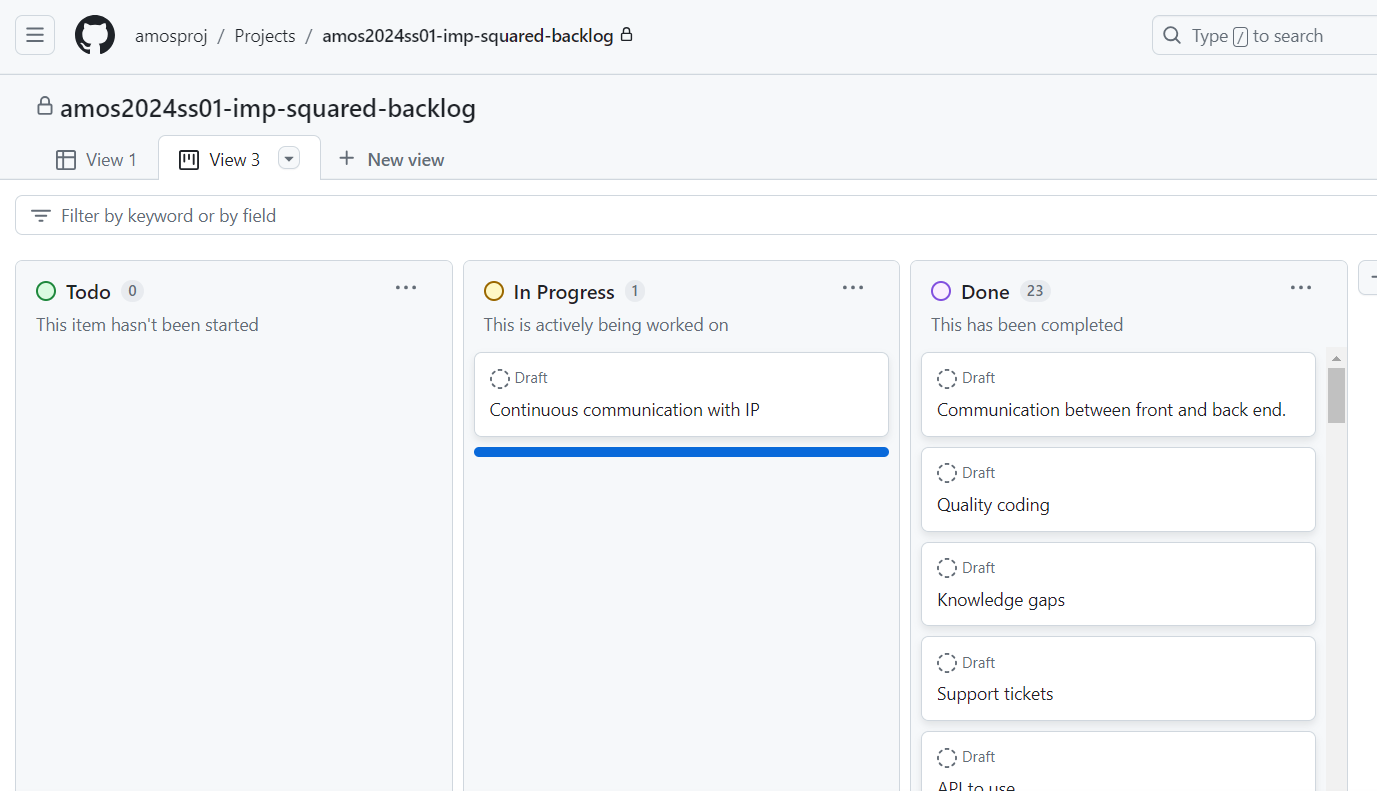 amosproj / Projects / amos2024ss01-imp-squared-backlog
Type / to search
amos2024ss01-imp-squared-backlog
View 1
View 3
New view
Filter by keyword or by field
Todo 0
This item hasn't been started
In Progress 1
This is actively being worked on
Draft
Continuous communication with IP
Done 23
This has been completed
Draft
Communication between front and back end.
Draft
Quality coding
Draft
Knowledge gaps
Draft
Support tickets
Draft
API to use